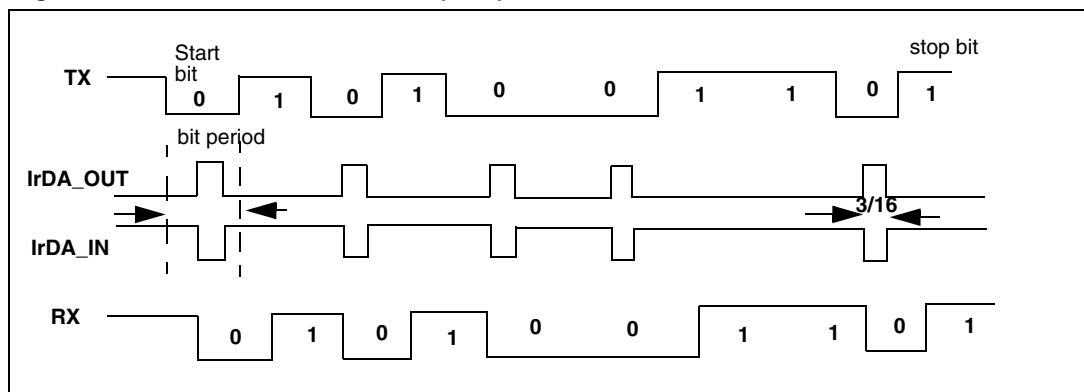 Start
bit
stop bit
TX
0 1 0 1 0 0 1 1 0 1
bit period
IrDA_OUT
3/16
IrDA_IN
RX
0 1 0 1 0 0 1 1 0 1